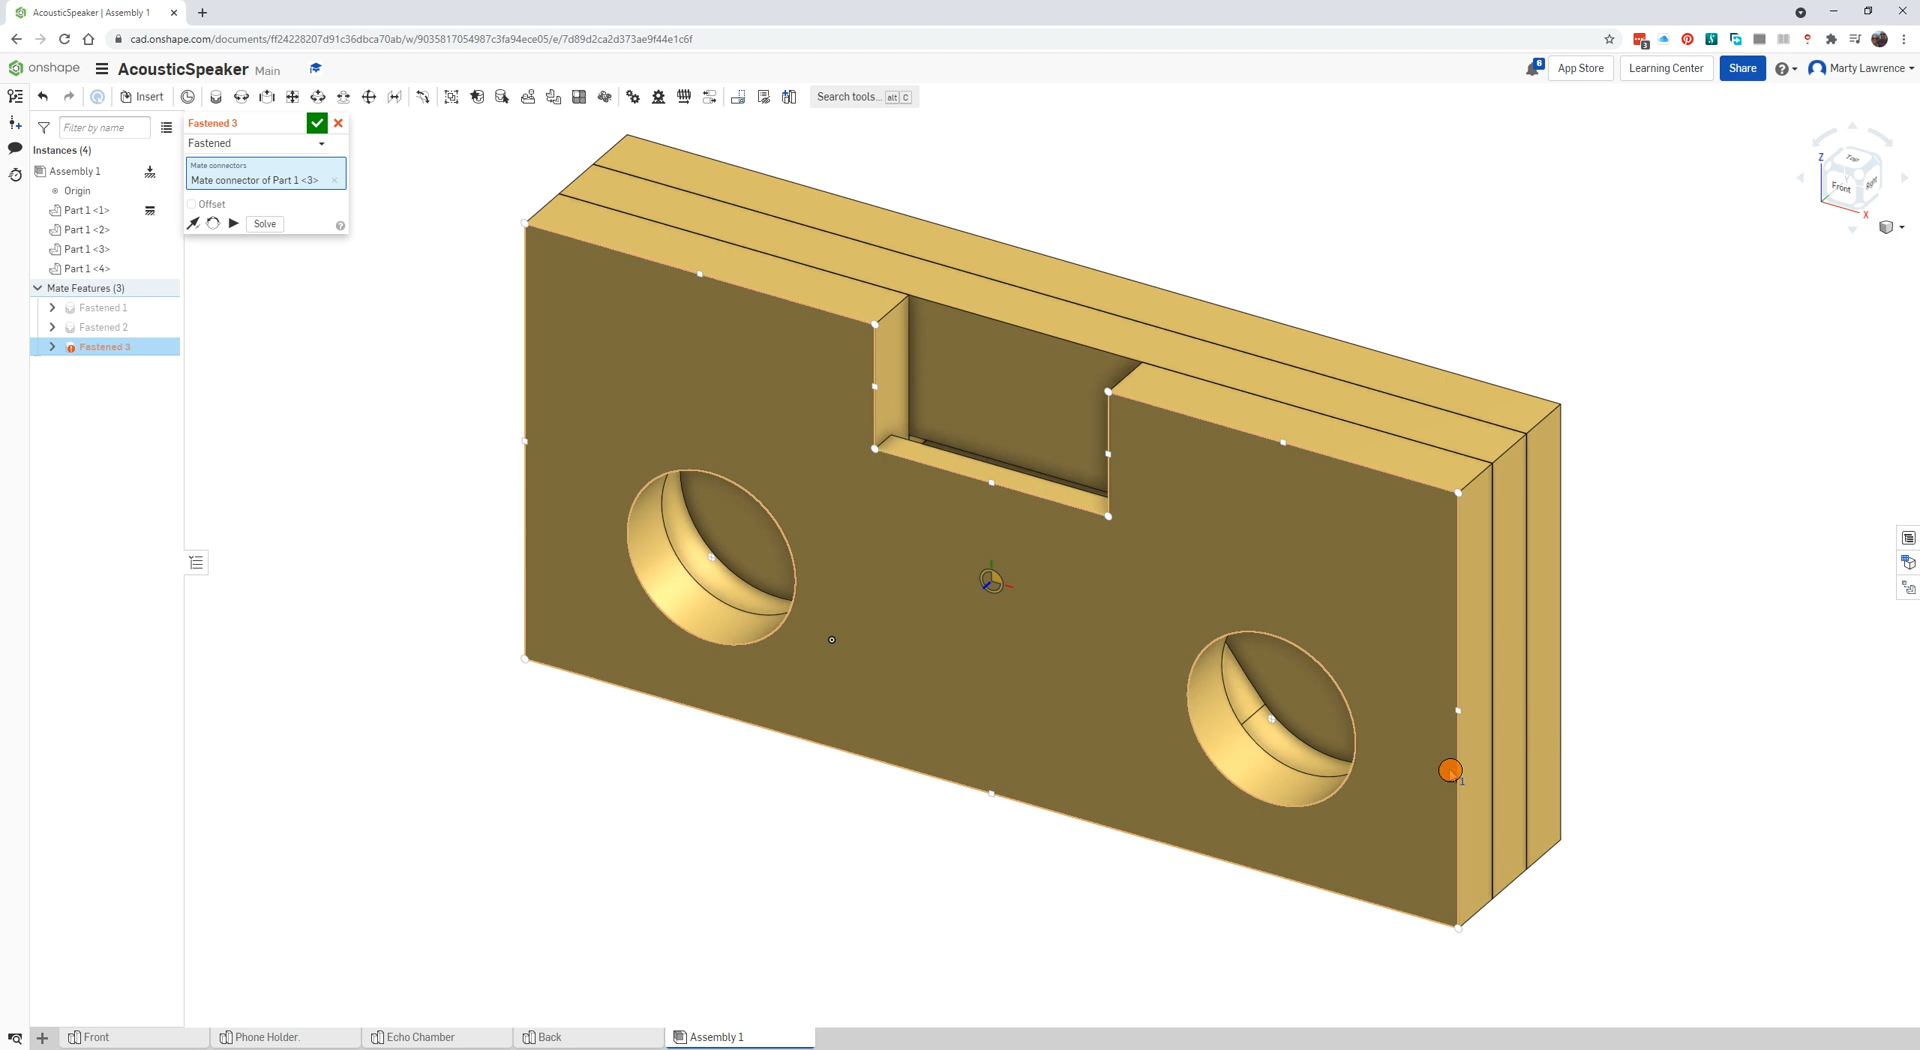 AcousticSpeaker | Assembly 1
cad.onshape.com/documents/ff24228207d91c36dbca70ab/w/9035817054987c3fa94ece05/e/7d89d2ca2d373ae9f44e1c6f
3
onshape
AcousticSpeaker Main
6
App Store
Learning Center
Share
Marty Lawrence
Insert
Search tools... alt C
Filter by name
Instances (4)
Assembly 1
Origin
Part 1 <1>
Part 1 <2>
Part 1 <3>
Part 1 <4>
Mate Features (3)
Fastened 1
Fastened 2
Fastened 3
Fastened 3
Fastened
Mate connectors
Mate connector of Part 1 <3>
Offset
Solve
Z
Top
Front
Right
X
1
Front
Phone Holder.
Echo Chamber
Back
Assembly 1